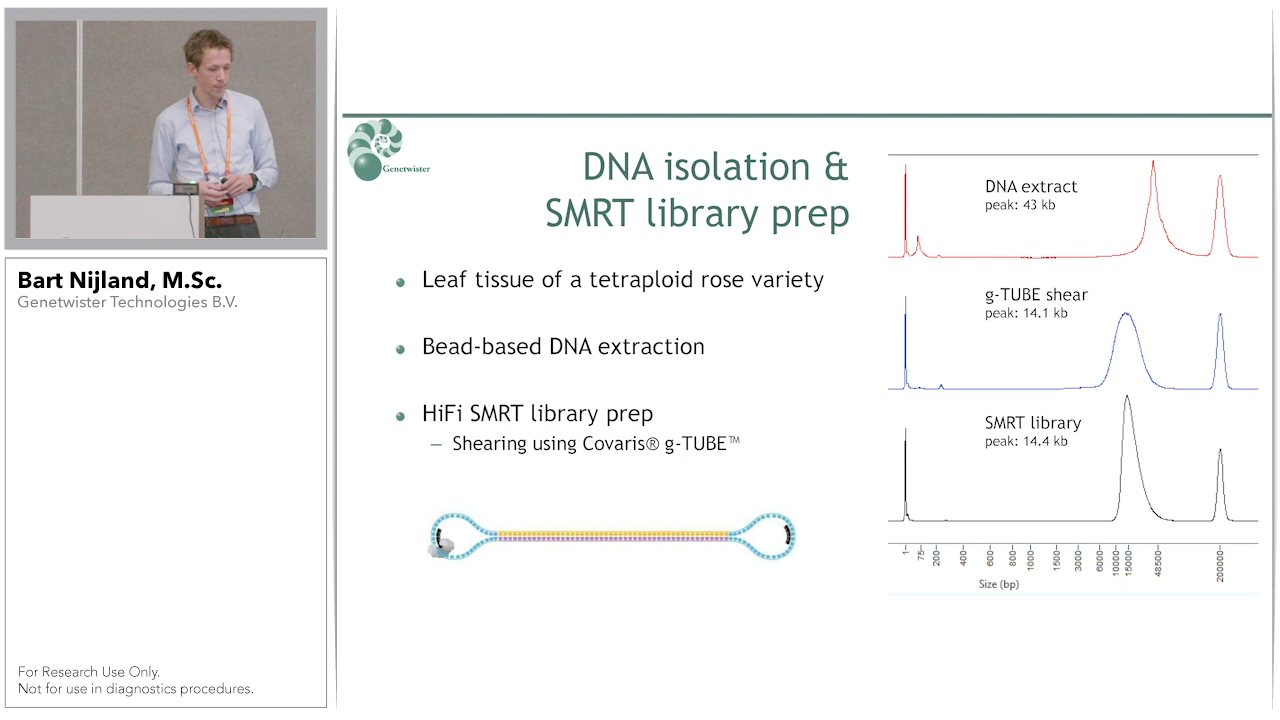 Bart Nijland, M.Sc.
Genetwister Technologies B.V.
For Research Use Only.
Not for use in diagnostics procedures.
Genetwister
DNA isolation &
SMRT library prep
Leaf tissue of a tetraploid rose variety
Bead-based DNA extraction
HiFi SMRT library prep
– Shearing using Covaris® g-TUBE™
DNA extract
peak: 43 kb
g-TUBE shear
peak: 14.1 kb
SMRT library
peak: 14.4 kb
1
75
200
400
600
800
1000
1500
3000
6000
10000
15000
48500
200000
Size (bp)